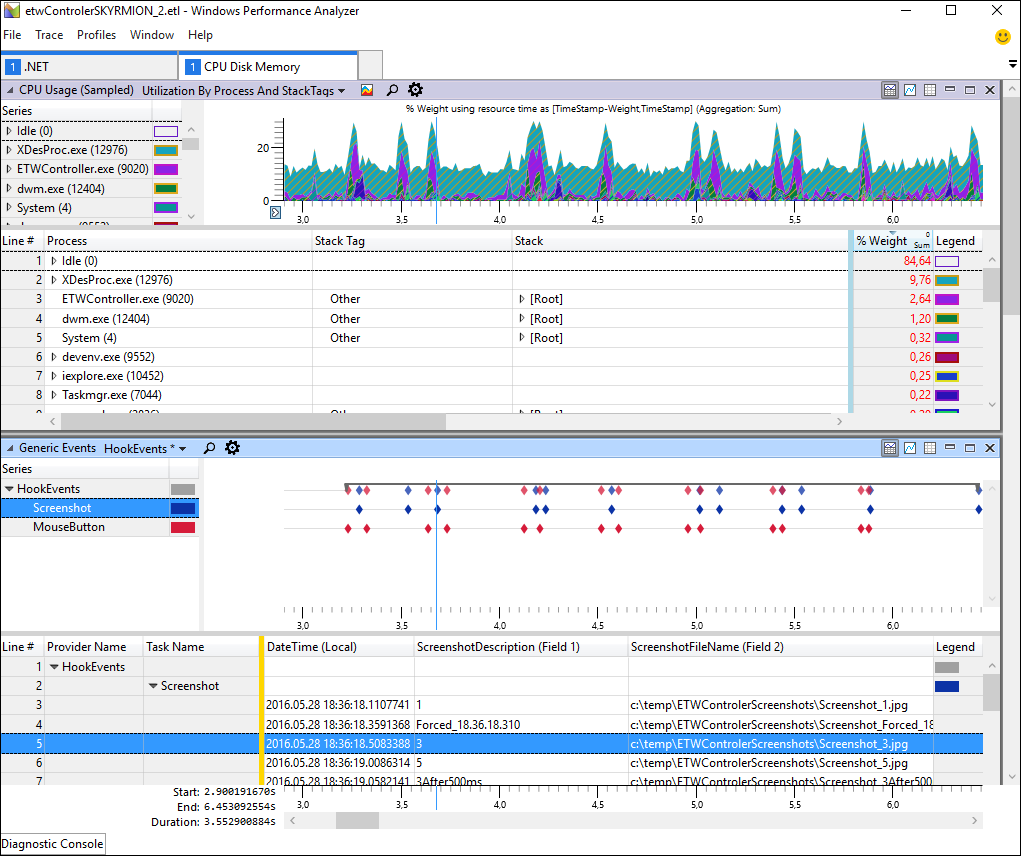 etwControlerSKYRMION_2.etl - Windows Performance Analyzer
File Trace Profiles Window Help
1 .NET 1 CPU Disk Memory
CPU Usage (Sampled) Utilization By Process And StackTags
Series
Idle (0)
XDesProc.exe (12976)
ETWController.exe (9020)
dwm.exe (12404)
System (4)
% Weight using resource time as [TimeStamp-Weight,TimeStamp] (Aggregation: Sum)
20
0
3,0 3,5 4,0 4,5 5,0 5,5 6,0
Line # Process Stack Tag Stack % Weight 0 Sum Legend
1 Idle (0) 84,64
2 XDesProc.exe (12976) 9,76
3 ETWController.exe (9020) Other [Root] 2,64
4 dwm.exe (12404) Other [Root] 1,20
5 System (4) Other [Root] 0,32
6 devenv.exe (9552) 0,26
7 iexplore.exe (10452) 0,25
8 Taskmgr.exe (7044) 0,22
Generic Events HookEvents *
Series
HookEvents
Screenshot
MouseButton
3,0 3,5 4,0 4,5 5,0 5,5 6,0
Line # Provider Name Task Name DateTime (Local) ScreenshotDescription (Field 1) ScreenshotFileName (Field 2) Legend
1 HookEvents
2 Screenshot
3 2016.05.28 18:36:18.1107741 1 c:\temp\ETWControlerScreenshots\Screenshot_1.jpg
4 2016.05.28 18:36:18.3591368 Forced_18.36.18.310 c:\temp\ETWControlerScreenshots\Screenshot_Forced_18
5 2016.05.28 18:36:18.5083388 3 c:\temp\ETWControlerScreenshots\Screenshot_3.jpg
6 2016.05.28 18:36:19.0086314 5 c:\temp\ETWControlerScreenshots\Screenshot_5.jpg
7 2016.05.28 18:36:19.0582141 3After500ms c:\temp\ETWControlerScreenshots\Screenshot_3After500
Start: 2.900191670s
End: 6.453092554s
Duration: 3.552900884s
3,0 3,5 4,0 4,5 5,0 5,5 6,0
Diagnostic Console